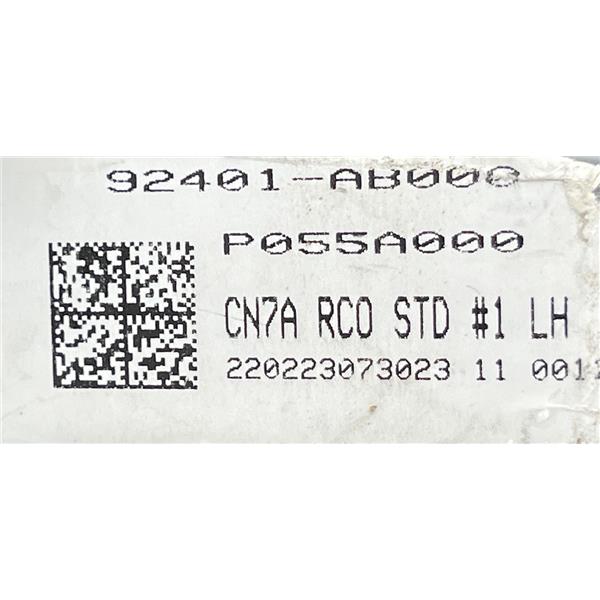 92401-AB000
P055A000
CN7A RCO STD #1 LH
220223073023 11